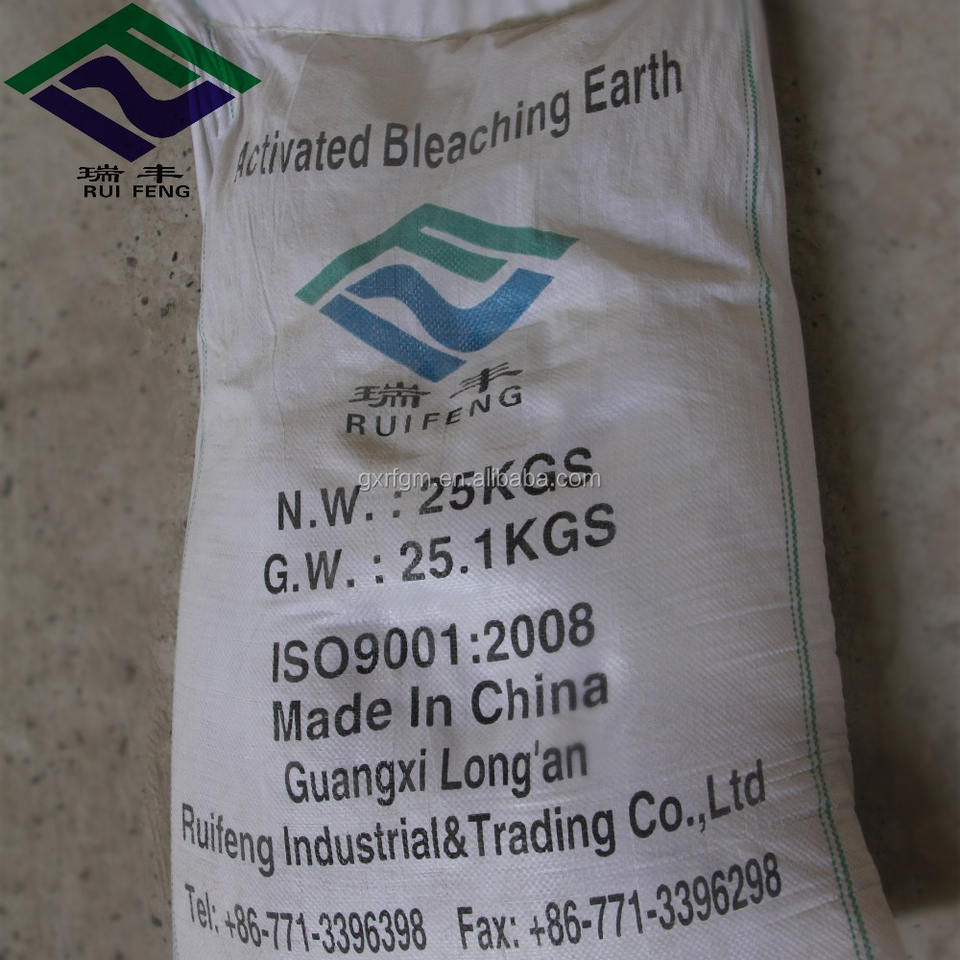 瑞丰
RUI FENG
Activated Bleaching Earth
瑞丰
RUIFENG
N.W. : 25KGS
gxrfgm.en.alibaba.com
G.W. : 25.1KGS
ISO9001:2008
Made In China
Guangxi Long'an
Ruifeng Industrial&Trading Co.,Ltd
Tel: +86-771-3396398 Fax: +86-771-3396298